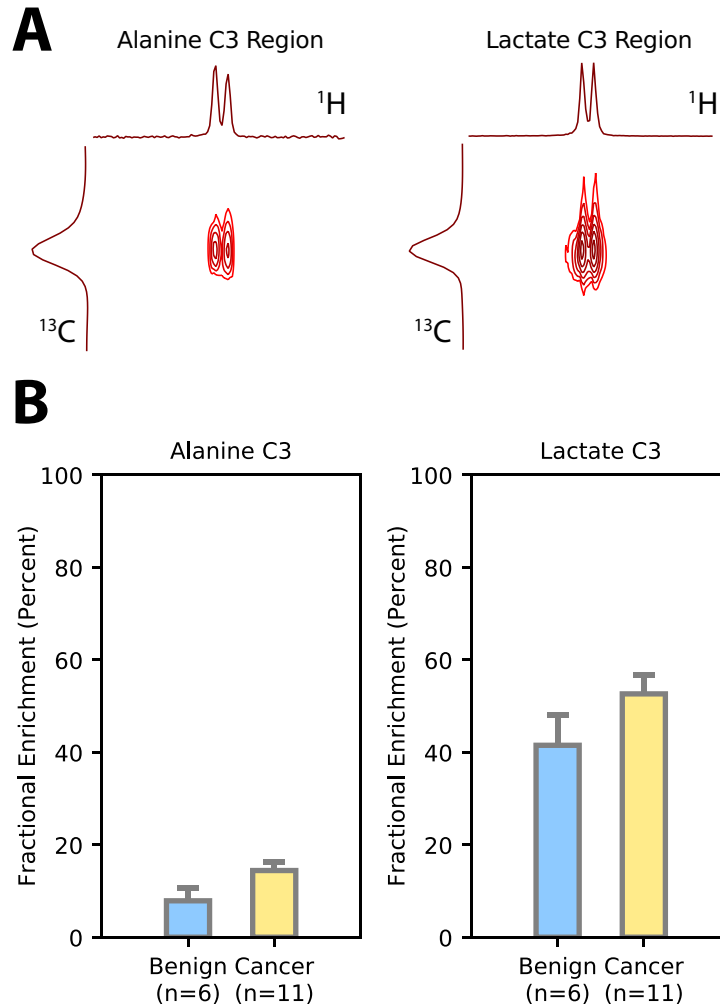 A
Alanine C3 Region
Lactate C3 Region
¹H
¹H
¹³C
¹³C
B
Alanine C3
Fractional Enrichment (Percent)
100
80
60
40
20
0
Benign Cancer
(n=6) (n=11)
Lactate C3
Fractional Enrichment (Percent)
100
80
60
40
20
0
Benign Cancer
(n=6) (n=11)